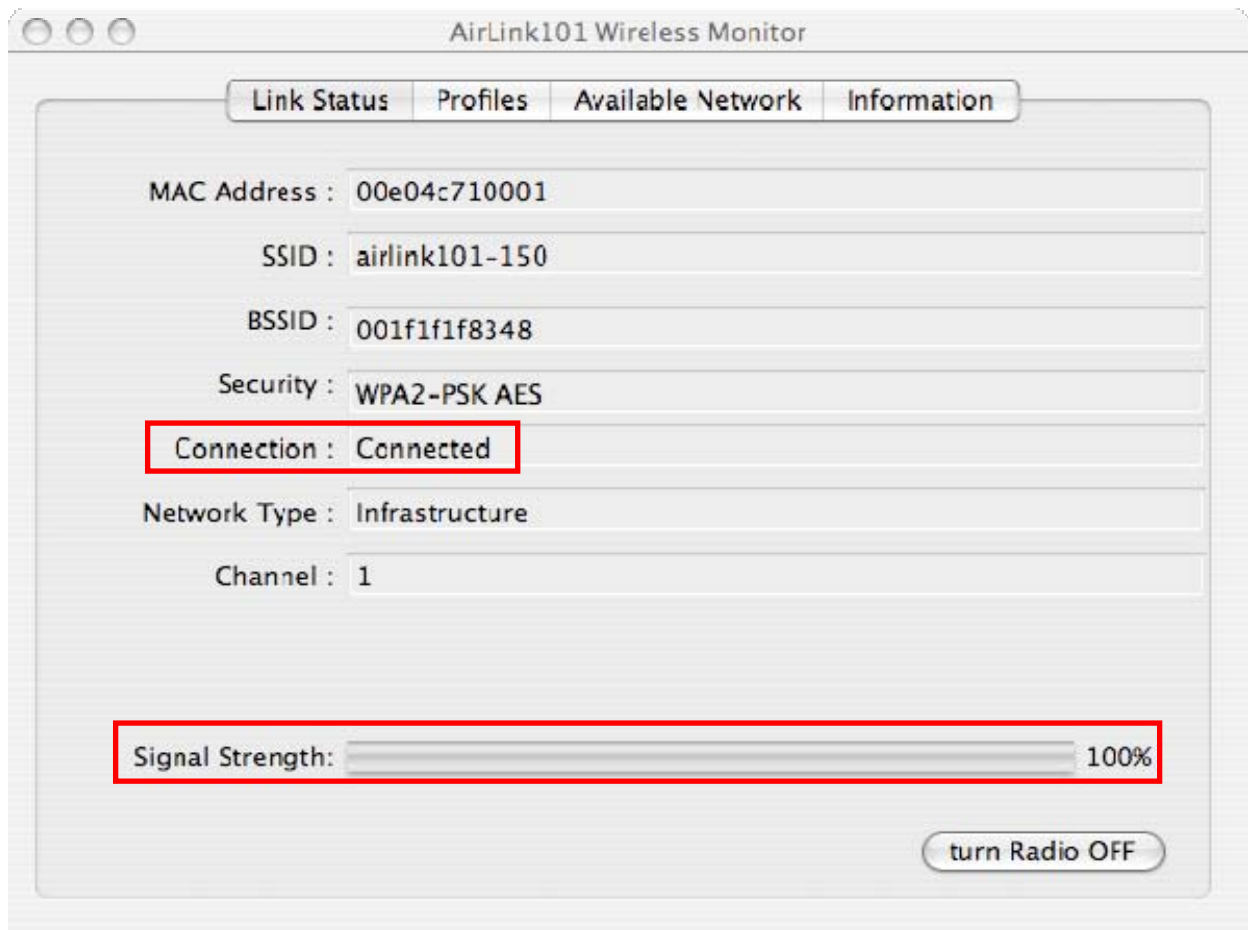 AirLink101 Wireless Monitor
Link Status Profiles Available Network Information
MAC Address : 00e04c710001
SSID : airlink101-150
BSSID : 001f1f1f8348
Security : WPA2-PSK AES
Connection : Connected
Network Type : Infrastructure
Channel : 1
Signal Strength: 100%
turn Radio OFF